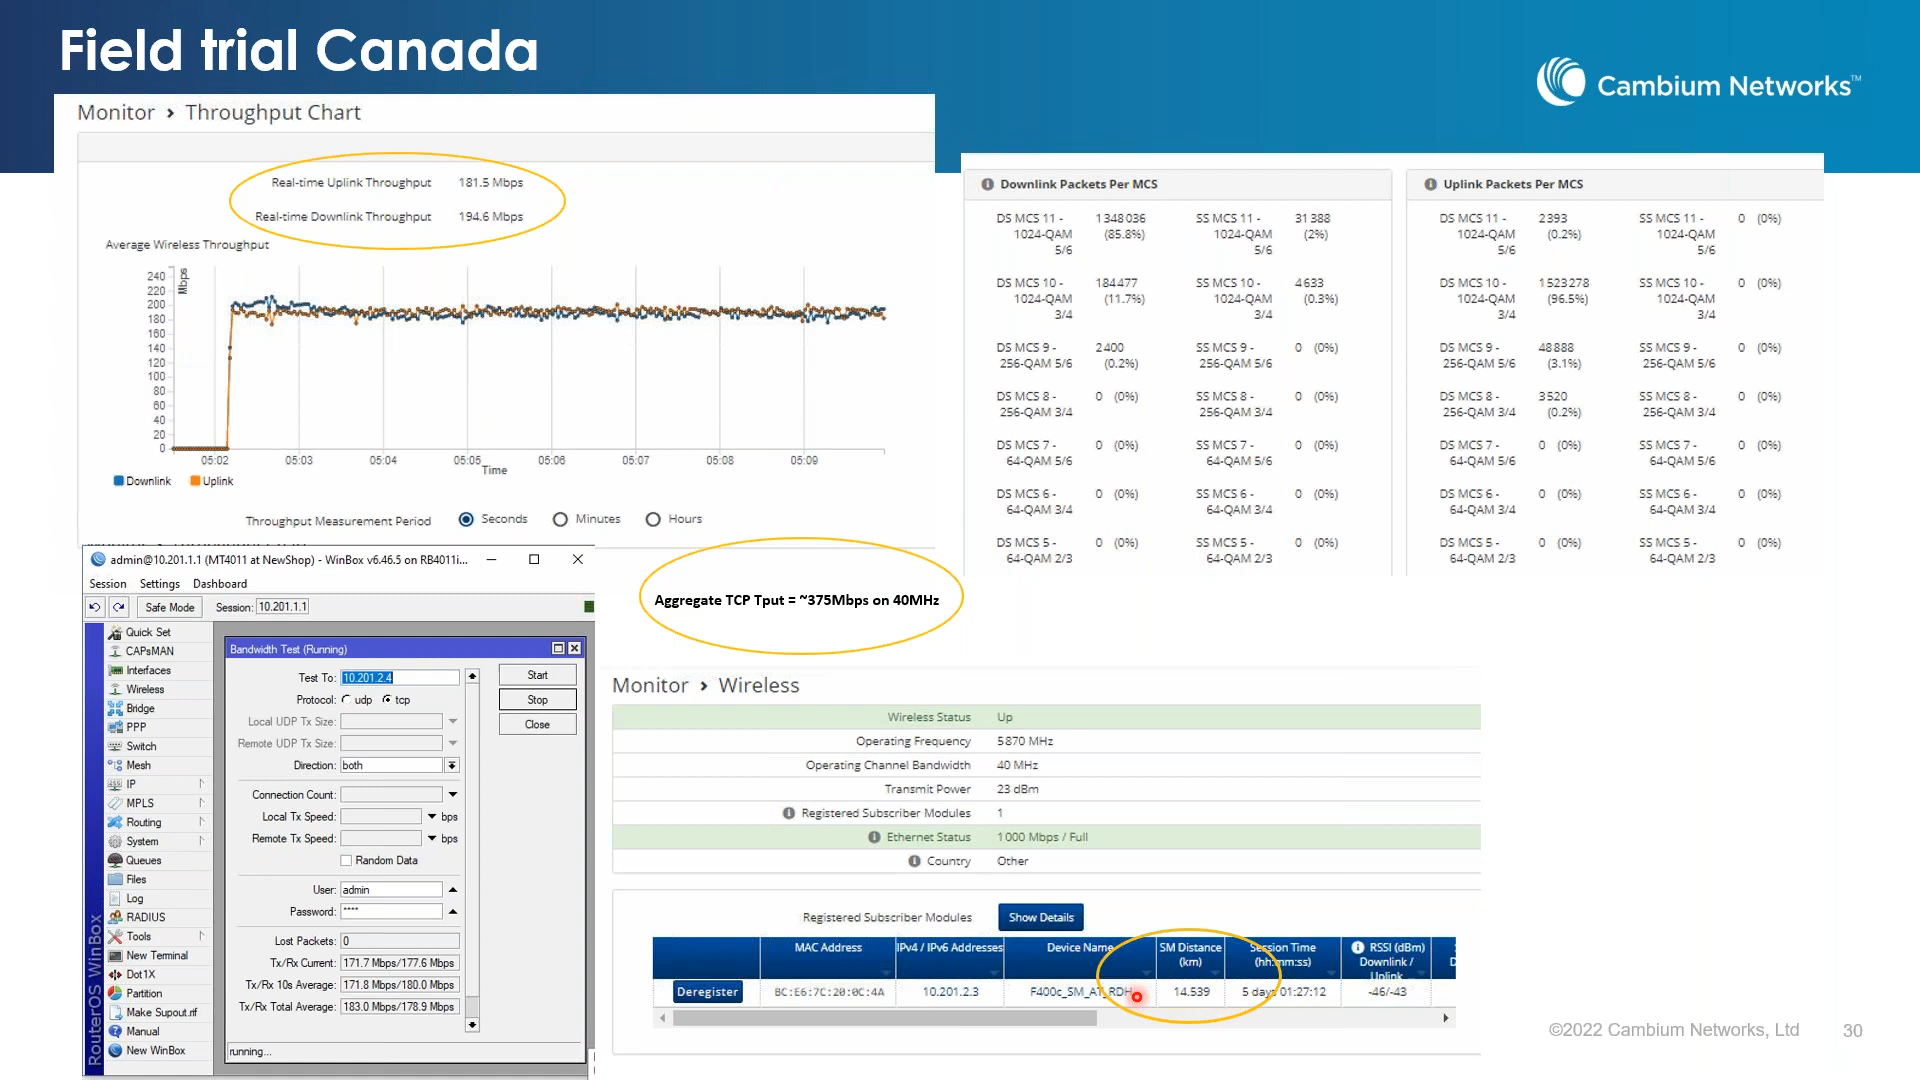 Field trial Canada
Cambium Networks™
Monitor > Throughput Chart
Real-time Uplink Throughput 181.5 Mbps
Real-time Downlink Throughput 194.6 Mbps
Average Wireless Throughput
Mbps
240
220
200
180
160
140
120
100
80
60
40
20
0
05:02 05:03 05:04 05:05 05:06 05:07 05:08 05:09
Time
Downlink Uplink
Throughput Measurement Period Seconds Minutes Hours
Downlink Packets Per MCS
DS MCS 11 - 1024-QAM 5/6 1 348 036 (85.8%) SS MCS 11 - 1024-QAM 5/6 31 388 (2%)
DS MCS 10 - 1024-QAM 3/4 184 477 (11.7%) SS MCS 10 - 1024-QAM 3/4 4 633 (0.3%)
DS MCS 9 - 256-QAM 5/6 2 400 (0.2%) SS MCS 9 - 256-QAM 5/6 0 (0%)
DS MCS 8 - 256-QAM 3/4 0 (0%) SS MCS 8 - 256-QAM 3/4 0 (0%)
DS MCS 7 - 64-QAM 5/6 0 (0%) SS MCS 7 - 64-QAM 5/6 0 (0%)
DS MCS 6 - 64-QAM 3/4 0 (0%) SS MCS 6 - 64-QAM 3/4 0 (0%)
DS MCS 5 - 64-QAM 2/3 0 (0%) SS MCS 5 - 64-QAM 2/3 0 (0%)
Uplink Packets Per MCS
DS MCS 11 - 1024-QAM 5/6 2 393 (0.2%) SS MCS 11 - 1024-QAM 5/6 0 (0%)
DS MCS 10 - 1024-QAM 3/4 1 523 278 (96.5%) SS MCS 10 - 1024-QAM 3/4 0 (0%)
DS MCS 9 - 256-QAM 5/6 48 888 (3.1%) SS MCS 9 - 256-QAM 5/6 0 (0%)
DS MCS 8 - 256-QAM 3/4 3 520 (0.2%) SS MCS 8 - 256-QAM 3/4 0 (0%)
DS MCS 7 - 64-QAM 5/6 0 (0%) SS MCS 7 - 64-QAM 5/6 0 (0%)
DS MCS 6 - 64-QAM 3/4 0 (0%) SS MCS 6 - 64-QAM 3/4 0 (0%)
DS MCS 5 - 64-QAM 2/3 0 (0%) SS MCS 5 - 64-QAM 2/3 0 (0%)
admin@10.201.1.1 (MT4011 at NewShop) - WinBox v6.46.5 on RB4011i...
Session Settings Dashboard
Safe Mode Session: 10.201.1.1
Quick Set
CAPsMAN
Interfaces
Wireless
Bridge
PPP
Switch
Mesh
IP
MPLS
Routing
System
Queues
Files
Log
RADIUS
Tools
New Terminal
Dot1X
Partition
Make Supout.rif
Manual
New WinBox
RouterOS WinBox
Bandwidth Test (Running)
Test To: 10.201.2.4
Protocol: udp tcp
Local UDP Tx Size:
Remote UDP Tx Size:
Direction: both
Connection Count:
Local Tx Speed: bps
Remote Tx Speed: bps
Random Data
User: admin
Password: ****
Lost Packets: 0
Tx/Rx Current: 171.7 Mbps/177.6 Mbps
Tx/Rx 10s Average: 171.8 Mbps/180.0 Mbps
Tx/Rx Total Average: 183.0 Mbps/178.9 Mbps
Start
Stop
Close
running...
Aggregate TCP Tput = ~375Mbps on 40MHz
Monitor > Wireless
Wireless Status Up
Operating Frequency 5870 MHz
Operating Channel Bandwidth 40 MHz
Transmit Power 23 dBm
Registered Subscriber Modules 1
Ethernet Status 1000 Mbps / Full
Country Other
Registered Subscriber Modules Show Details
MAC Address IPv4 / IPv6 Addresses Device Name SM Distance (km) Session Time (hh:mm:ss) RSSI (dBm) Downlink / Uplink
Deregister BC:E6:7C:20:0C:4A 10.201.2.3 F400c_SM_AT_RDH 14.539 5 days 01:27:12 -46/-43
©2022 Cambium Networks, Ltd 30